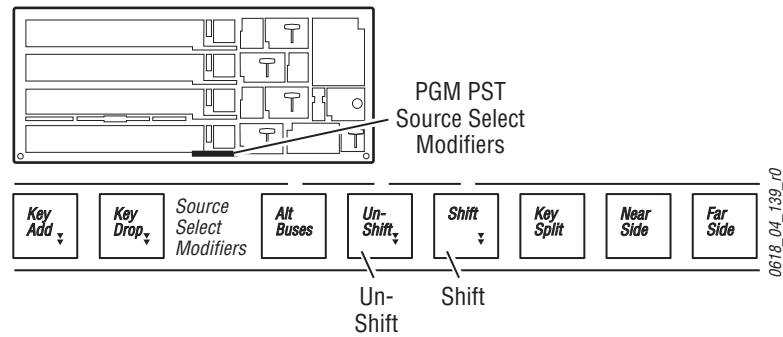 PGM PST
Source Select
Modifiers
Key
Add
Key
Drop
Source
Select
Modifiers
Alt
Buses
Un-
Shift
Shift
Key
Split
Near
Side
Far
Side
Un-
Shift
Shift
0618_04_139_r0